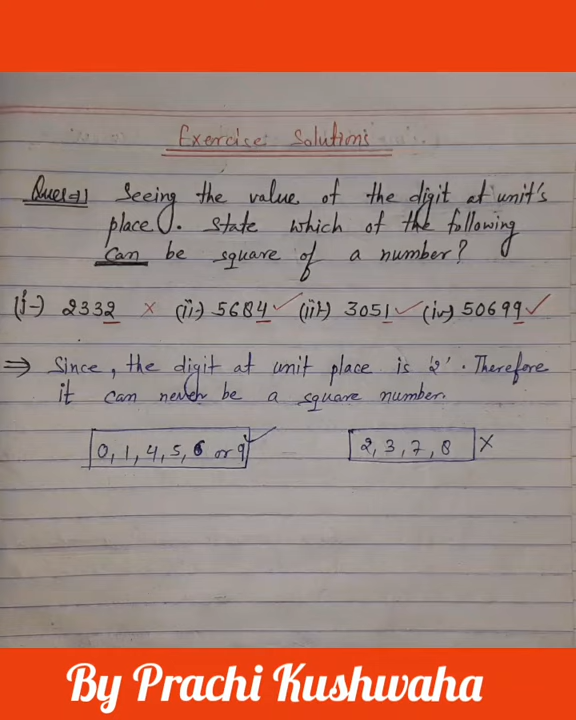 Exercise Solutions
Ques→1 Seeing the value of the digit at unit's
place. State which of the following
can be square of a number?
(i-) 2332 × (ii-) 5684 ✓ (iii-) 3051 ✓ (iv-) 50699 ✓
⇒ Since, the digit at unit place is '2'. Therefore
it can never be a square number.
0, 1, 4, 5, 6 or 9 ✓ 2, 3, 7, 8 ×
By Prachi Kushwaha